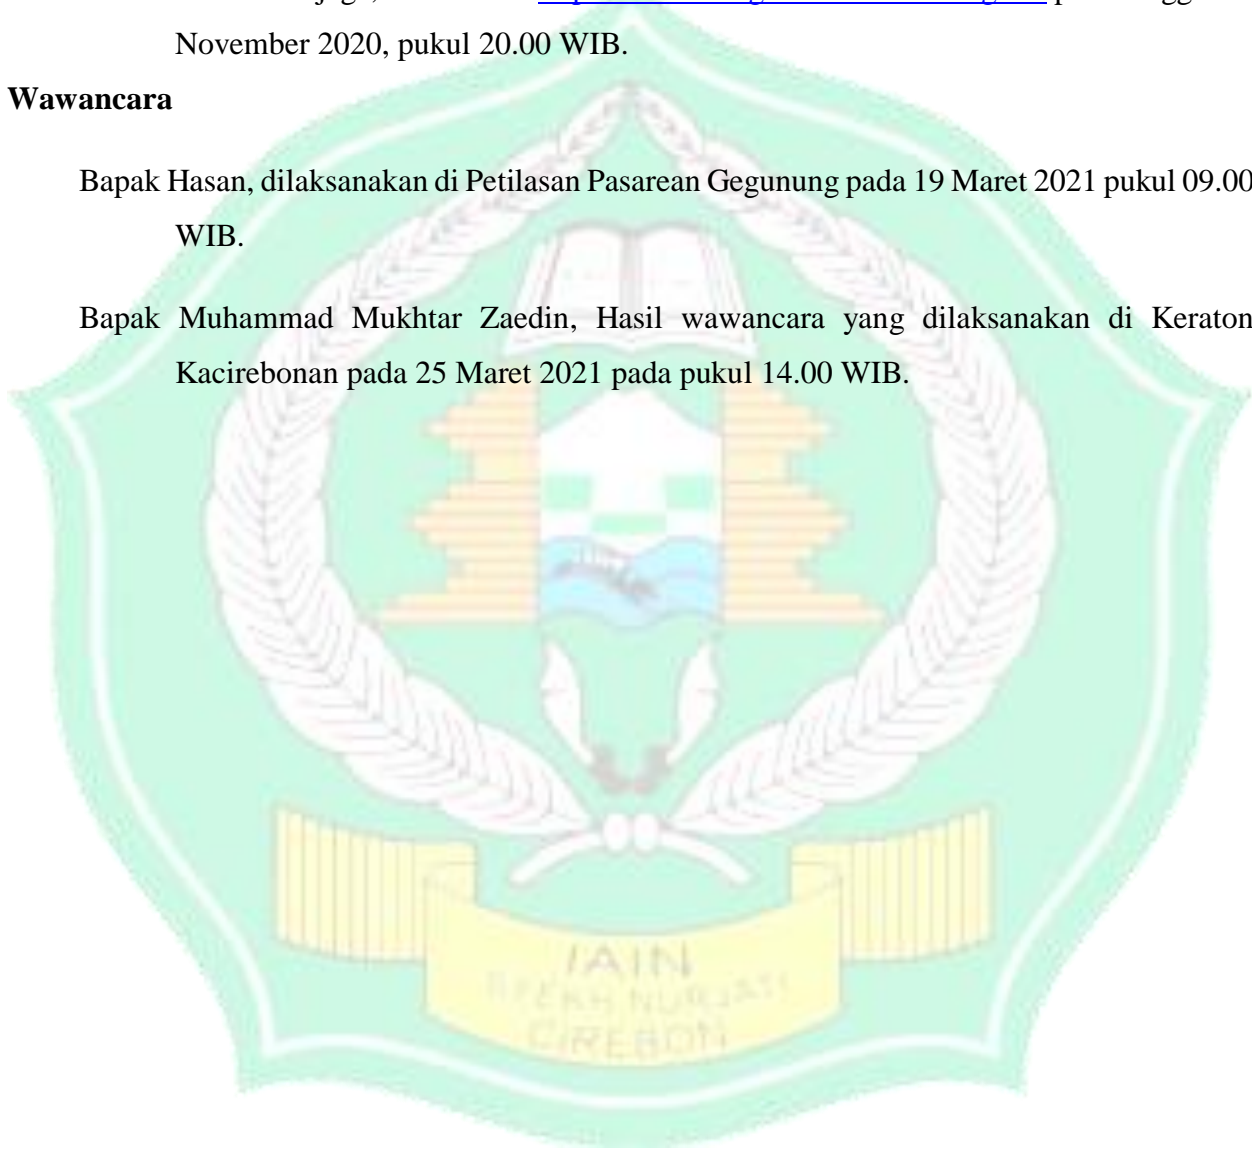 November 2020, pukul 20.00 WIB.
Wawancara
Bapak Hasan, dilaksanakan di Petilasan Pasarean Gegunung pada 19 Maret 2021 pukul 09.00
WIB.
Bapak Muhammad Mukhtar Zaedin, Hasil wawancara yang dilaksanakan di Keraton
Kacirebonan pada 25 Maret 2021 pada pukul 14.00 WIB.
IAIN
SYEKH NURJATI
CIREBON